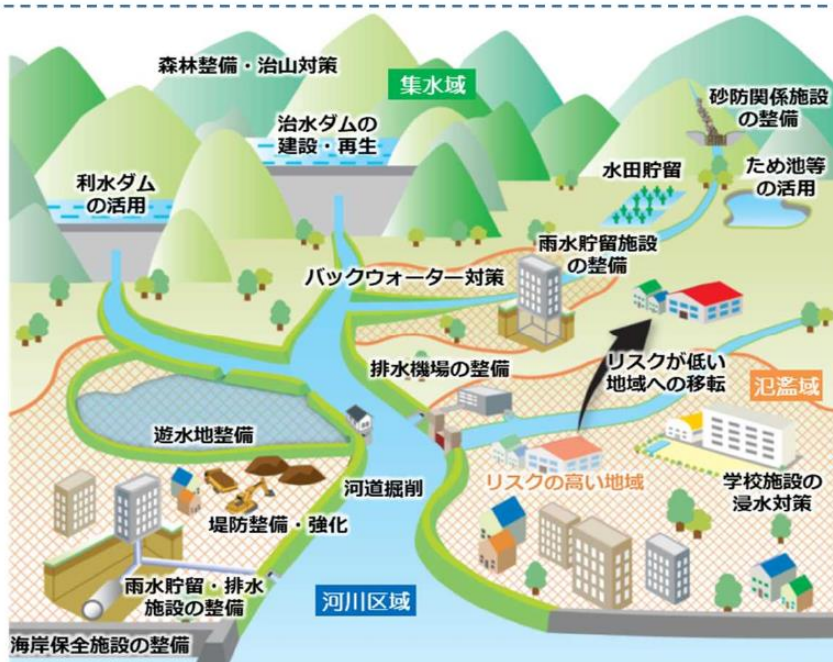 森林整備・治山対策
集水域
砂防関係施設
の整備
治水ダムの
建設・再生
水田貯留
ため池等
の活用
利水ダム
の活用
雨水貯留施設
の整備
バックウォーター対策
排水機場の整備
リスクが低い
地域への移転
氾濫域
遊水地整備
河道掘削
リスクの高い地域
学校施設の
浸水対策
堤防整備・強化
雨水貯留・排水
施設の整備
河川区域
海岸保全施設の整備